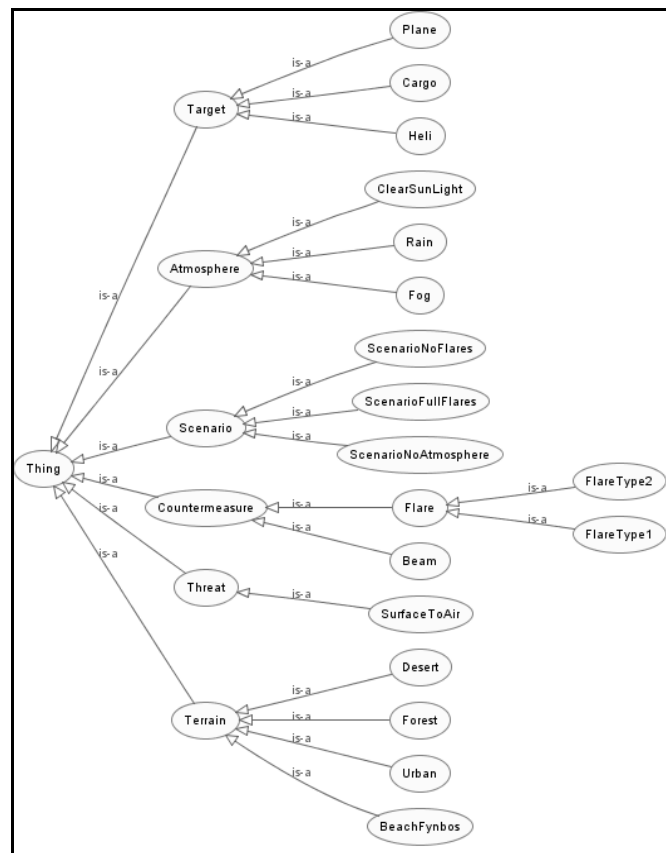 Plane
is-a
Cargo
is-a
Target
is-a
Heli
ClearSunLight
is-a
Rain
is-a
Atmosphere
is-a
is-a
Fog
ScenarioNoFlares
is-a
is-a
ScenarioFullFlares
is-a
Scenario
is-a
is-a
ScenarioNoAtmosphere
Thing
is-a
FlareType2
is-a
Countermeasure
is-a
Flare
is-a
is-a
FlareType1
is-a
Beam
is-a
Threat
is-a
SurfaceToAir
Desert
is-a
Terrain
is-a
Forest
is-a
Urban
is-a
BeachFynbos